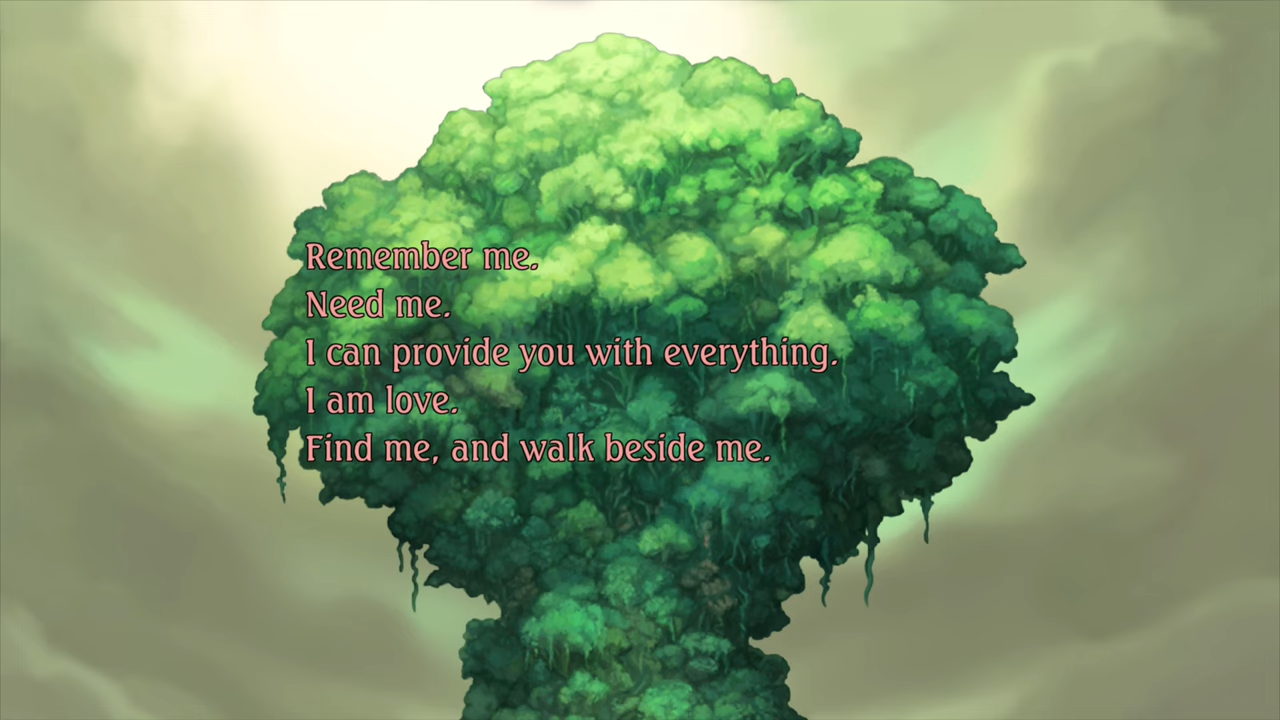 Remember me.
Need me.
I can provide you with everything.
I am love.
Find me, and walk beside me.